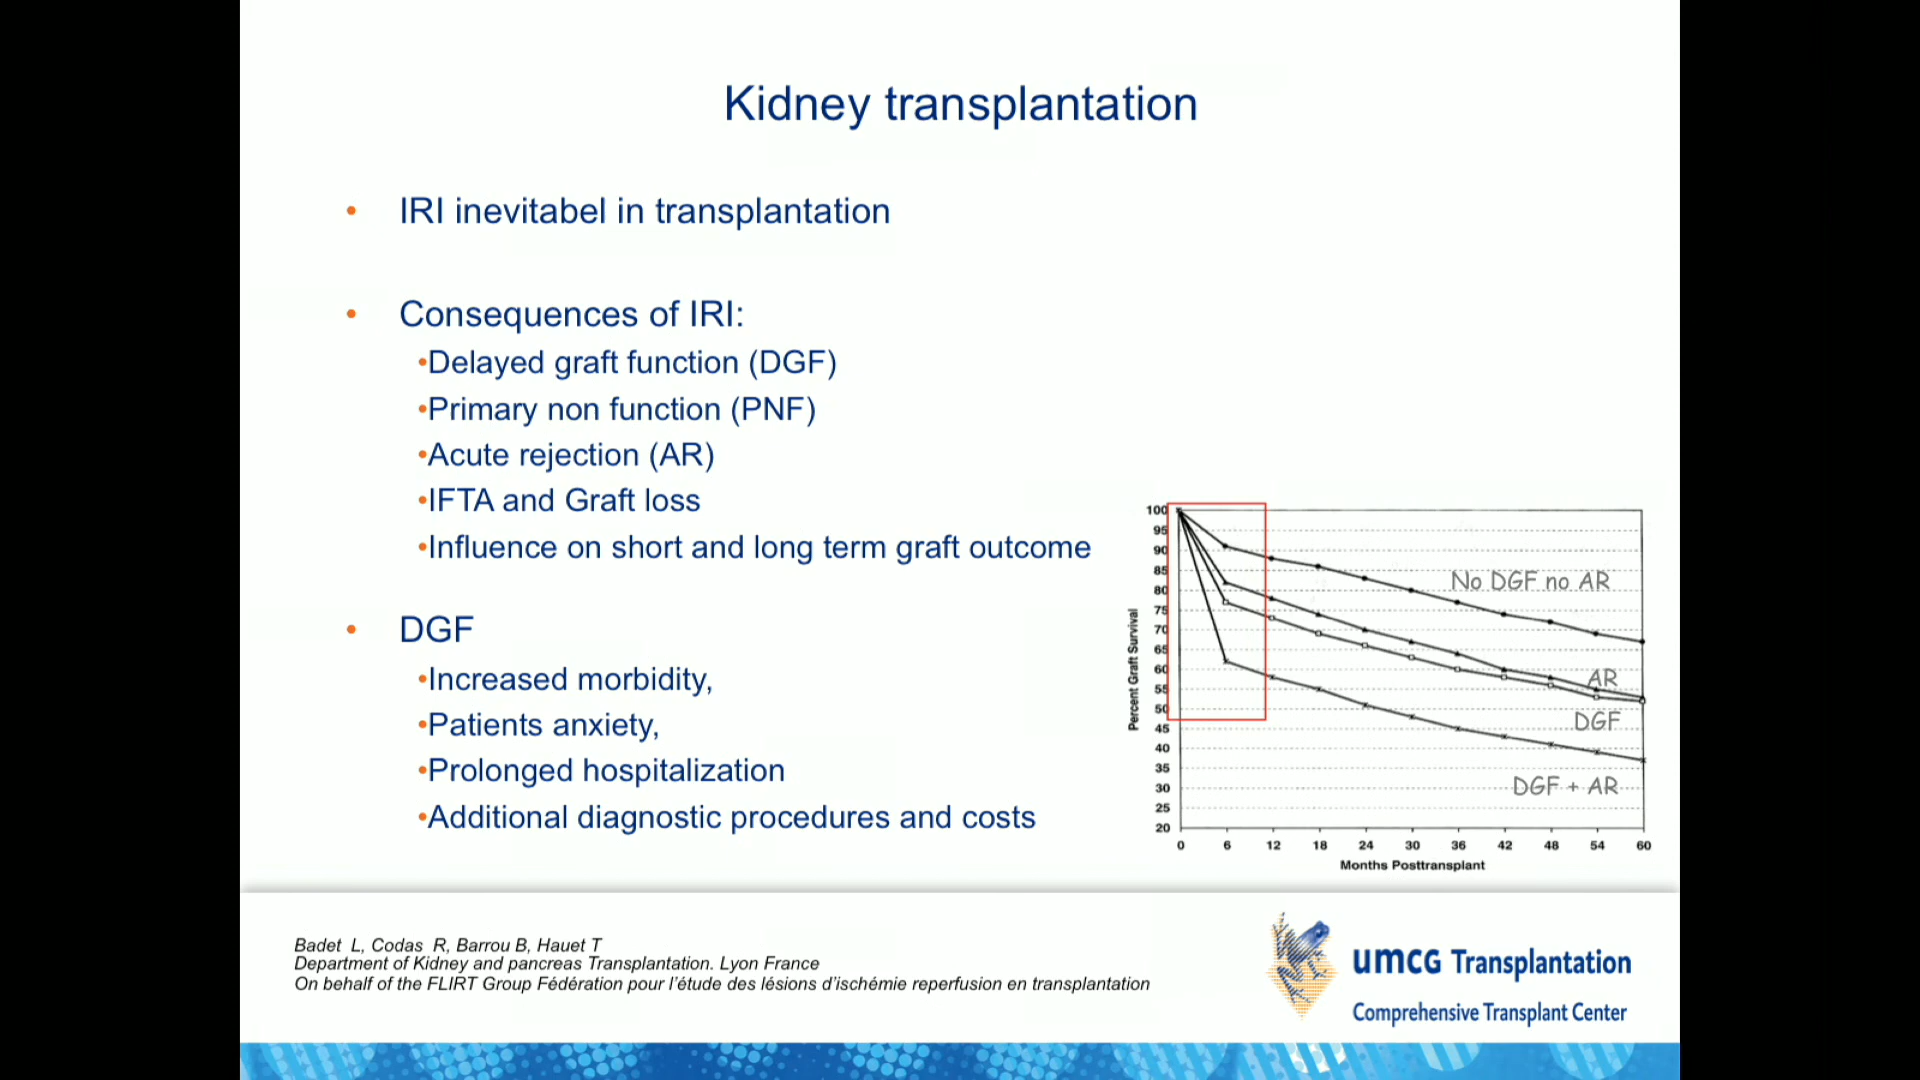 Kidney transplantation
• IRI inevitabel in transplantation
• Consequences of IRI:
•Delayed graft function (DGF)
•Primary non function (PNF)
•Acute rejection (AR)
•IFTA and Graft loss
•Influence on short and long term graft outcome
• DGF
•Increased morbidity,
•Patients anxiety,
•Prolonged hospitalization
•Additional diagnostic procedures and costs
Percent Graft Survival
100
95
90
85
80
75
70
65
60
55
50
45
40
35
30
25
20
No DGF no AR
AR
DGF
DGF + AR
0 6 12 18 24 30 36 42 48 54 60
Months Posttransplant
Badet L, Codas R, Barrou B, Hauet T
Department of Kidney and pancreas Transplantation. Lyon France
On behalf of the FLIRT Group Fédération pour l'étude des lésions d'ischémie reperfusion en transplantation
umcg Transplantation
Comprehensive Transplant Center